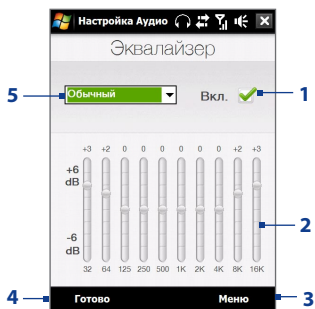 Настройка Аудио
Эквалайзер
5 Обычный Вкл. 1
+3 +2 0 0 0 0 0 0 +2 +3
+6
dB
2
-6
dB
32 64 125 250 500 1K 2K 4K 8K 16K
4 Готово Меню 3